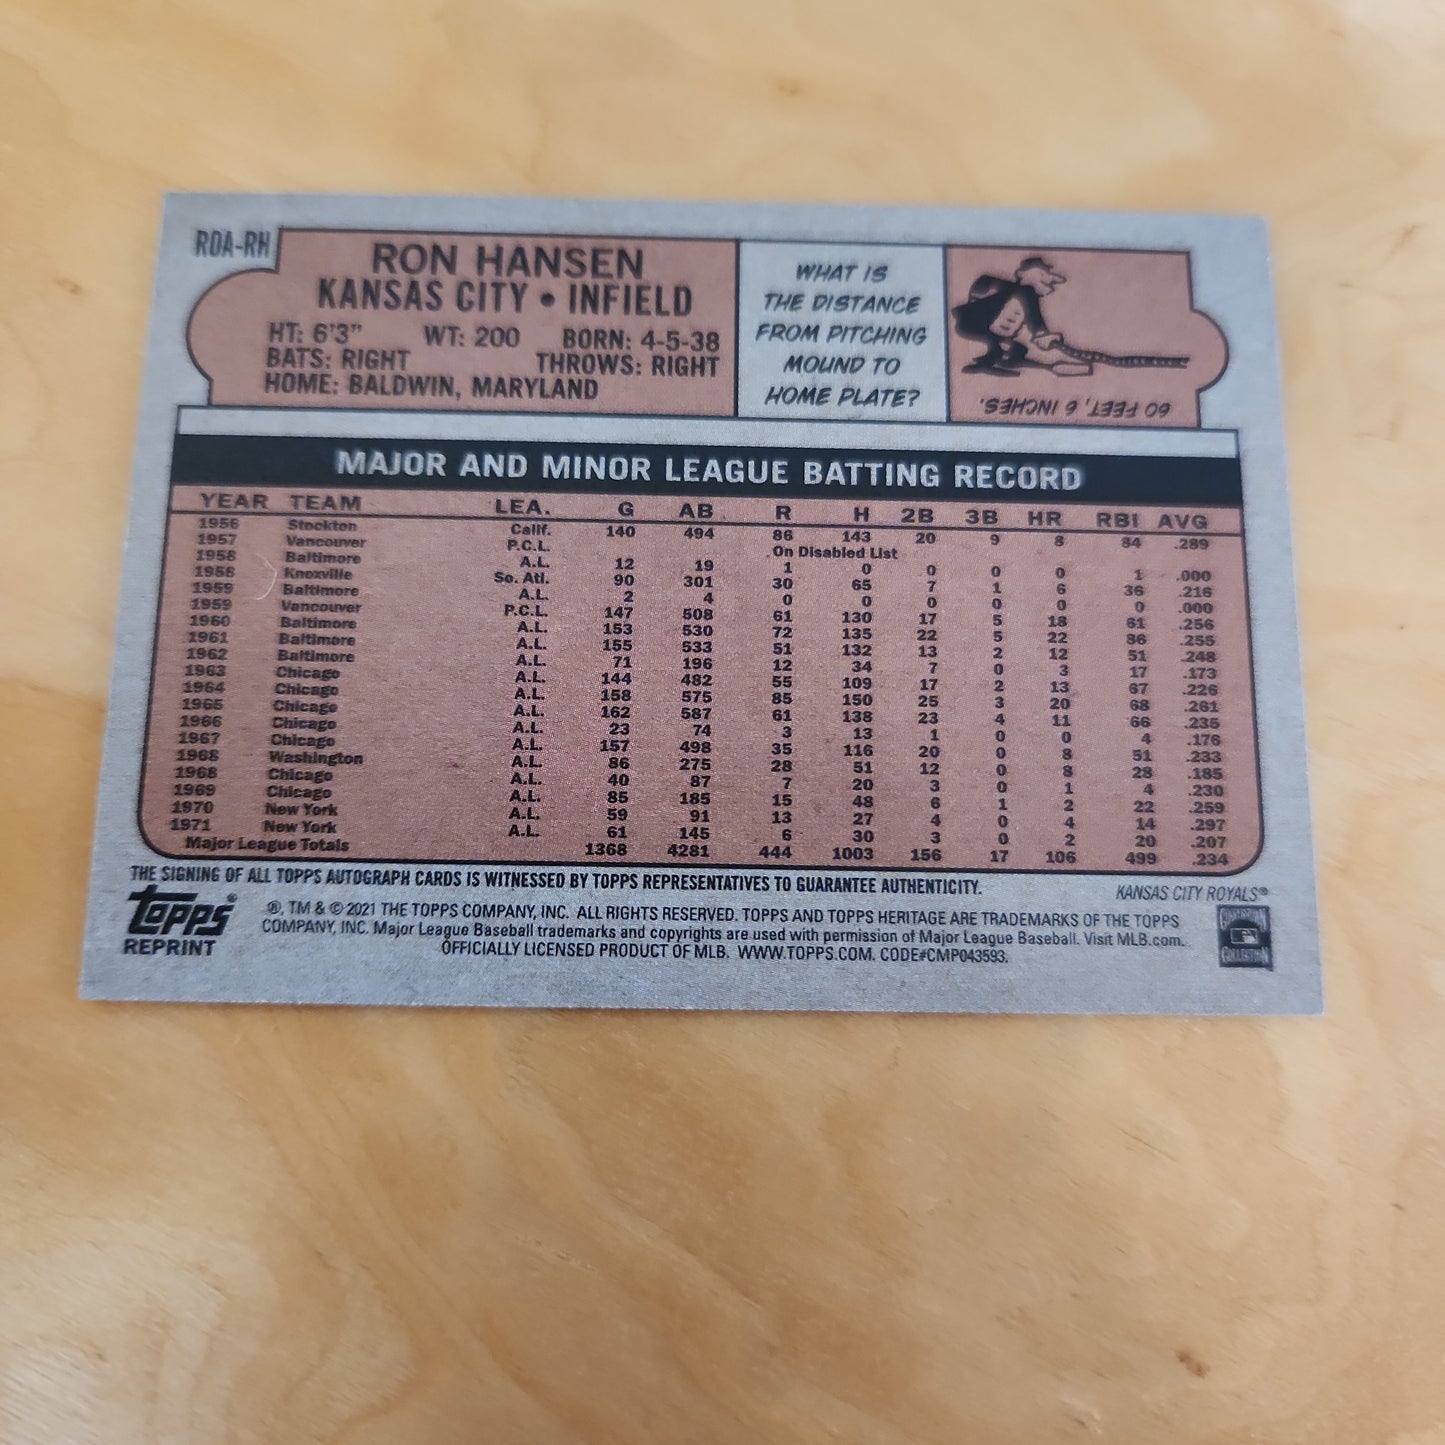 ROA-RH
RON HANSEN
KANSAS CITY • INFIELD
HT: 6'3" WT: 200 BORN: 4-5-38
BATS: RIGHT THROWS: RIGHT
HOME: BALDWIN, MARYLAND
WHAT IS
THE DISTANCE
FROM PITCHING
MOUND TO
HOME PLATE?
60 FEET, 6 INCHES.
MAJOR AND MINOR LEAGUE BATTING RECORD
YEAR TEAM LEA. G AB R H 2B 3B HR RBI AVG
1956 Stockton Calif. 140 494 86 143 20 9 8 84 .289
1957 Vancouver P.C.L. On Disabled List
1958 Baltimore A.L. 12 19 1 0 0 0 0 1 .000
1958 Knoxville So. Atl. 90 301 30 65 7 1 6 36 .216
1959 Baltimore A.L. 2 4 0 0 0 0 0 0 .000
1959 Vancouver P.C.L. 147 508 61 130 17 5 18 61 .256
1960 Baltimore A.L. 153 530 72 135 22 5 22 86 .255
1961 Baltimore A.L. 155 533 51 132 13 2 12 51 .248
1962 Baltimore A.L. 71 196 12 34 7 0 3 17 .173
1963 Chicago A.L. 144 482 55 109 17 2 13 67 .226
1964 Chicago A.L. 158 575 85 150 25 3 20 68 .261
1965 Chicago A.L. 162 587 61 138 23 4 11 66 .235
1966 Chicago A.L. 23 74 3 13 1 0 0 4 .176
1967 Chicago A.L. 157 498 35 116 20 0 8 51 .233
1968 Washington A.L. 86 275 28 51 12 0 8 28 .185
1968 Chicago A.L. 40 87 7 20 3 0 1 4 .230
1969 Chicago A.L. 85 185 15 48 6 1 2 22 .259
1970 New York A.L. 59 91 13 27 4 0 4 14 .297
1971 New York A.L. 61 145 6 30 3 0 2 20 .207
Major League Totals 1368 4281 444 1003 156 17 106 499 .234
THE SIGNING OF ALL TOPPS AUTOGRAPH CARDS IS WITNESSED BY TOPPS REPRESENTATIVES TO GUARANTEE AUTHENTICITY.
KANSAS CITY ROYALS®
topps®
REPRINT
®, TM & © 2021 THE TOPPS COMPANY, INC. ALL RIGHTS RESERVED. TOPPS AND TOPPS HERITAGE ARE TRADEMARKS OF THE TOPPS
COMPANY, INC. Major League Baseball trademarks and copyrights are used with permission of Major League Baseball. Visit MLB.com.
OFFICIALLY LICENSED PRODUCT OF MLB. WWW.TOPPS.COM. CODE#CMP043593.
COLLECTION